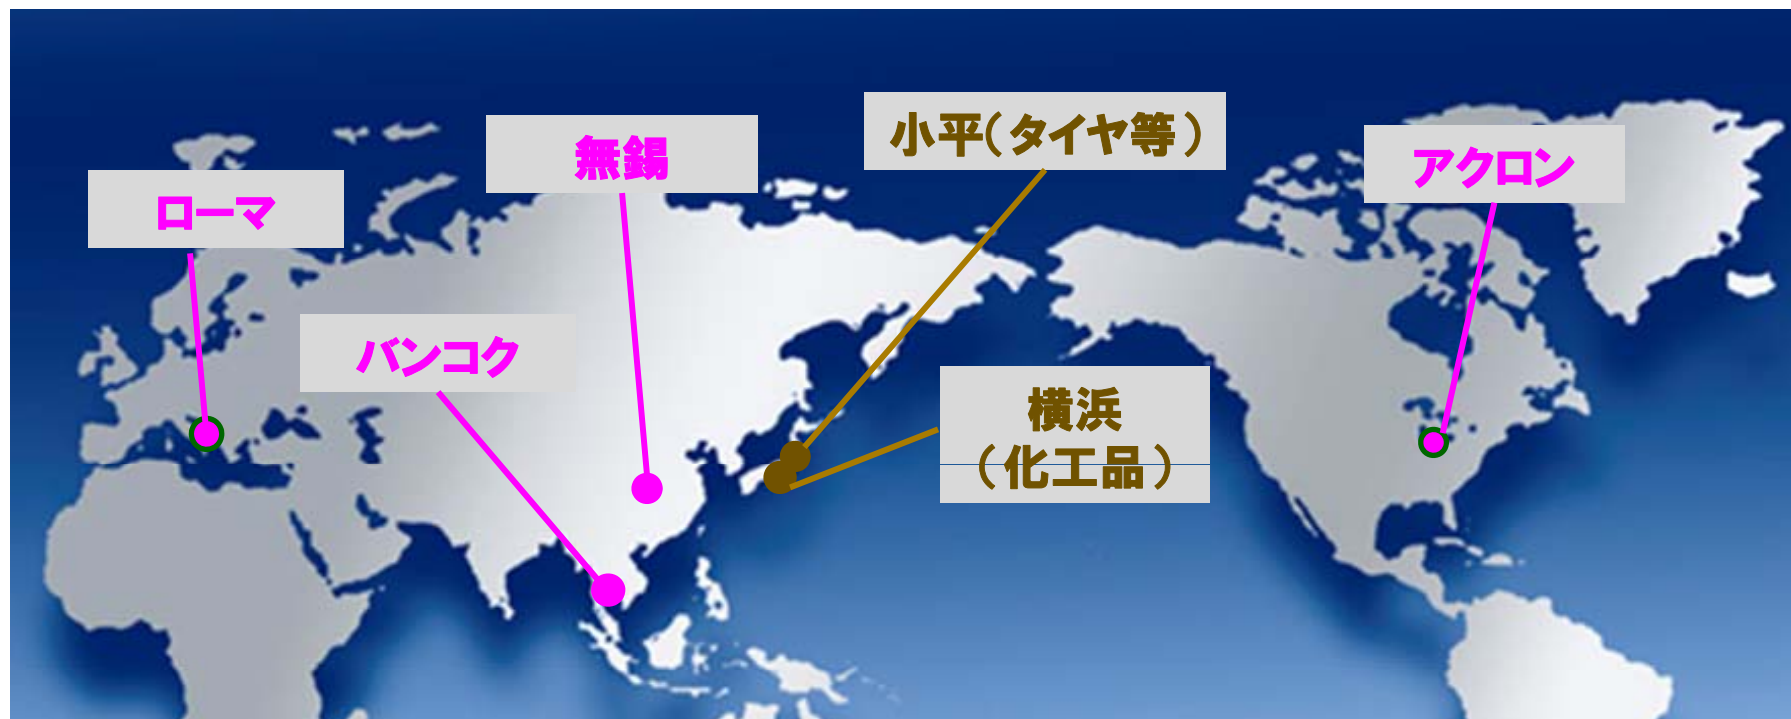 小平(タイヤ等)
無錫
アクロン
ローマ
バンコク
横浜
(化工品)